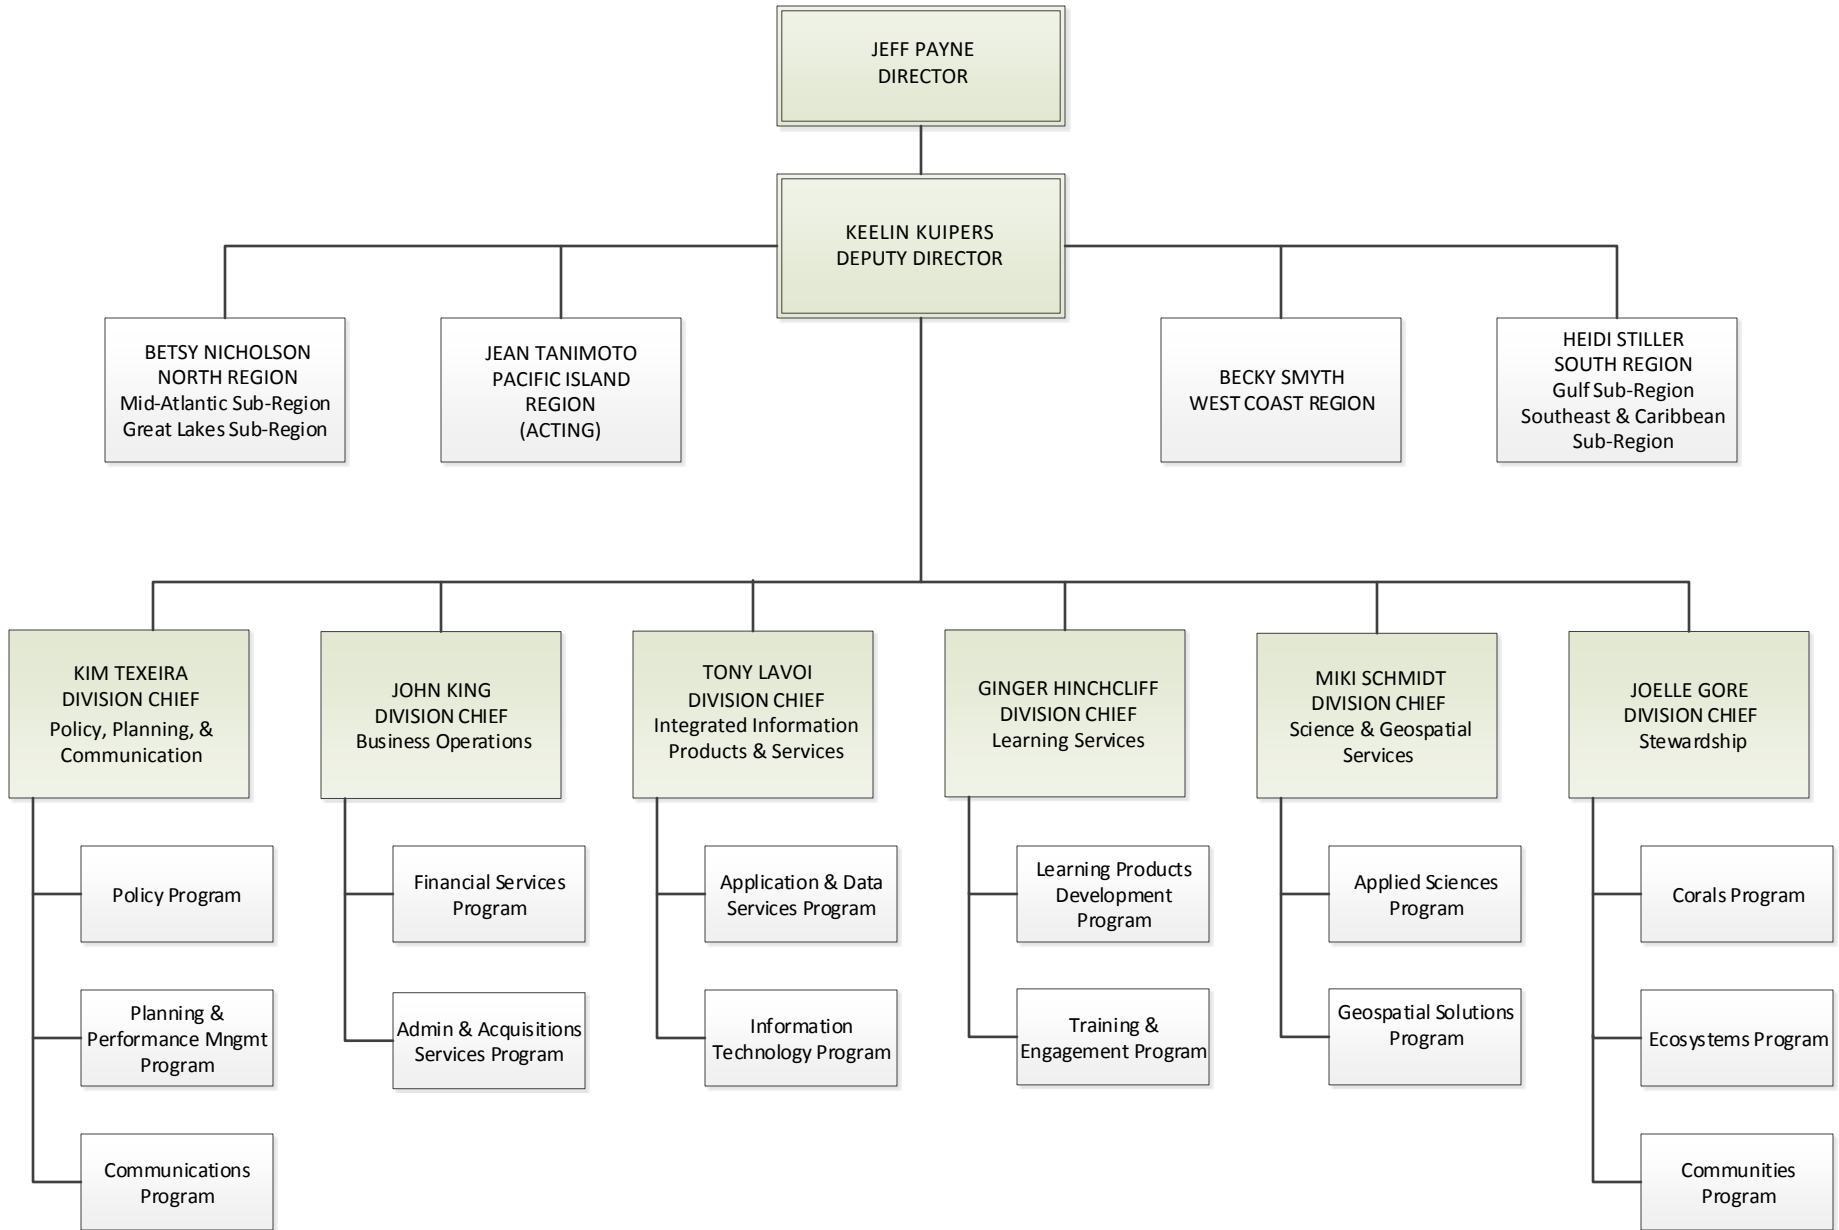 JEFF PAYNE
DIRECTOR
KEELIN KUIPERS
DEPUTY DIRECTOR
BETSY NICHOLSON
NORTH REGION
Mid-Atlantic Sub-Region
Great Lakes Sub-Region
JEAN TANIMOTO
PACIFIC ISLAND
REGION
(ACTING)
BECKY SMYTH
WEST COAST REGION
HEIDI STILLER
SOUTH REGION
Gulf Sub-Region
Southeast & Caribbean
Sub-Region
KIM TEXEIRA
DIVISION CHIEF
Policy, Planning, &
Communication
JOHN KING
DIVISION CHIEF
Business Operations
TONY LAVOI
DIVISION CHIEF
Integrated Information
Products & Services
GINGER HINCHCLIFF
DIVISION CHIEF
Learning Services
MIKI SCHMIDT
DIVISION CHIEF
Science & Geospatial
Services
JOELLE GORE
DIVISION CHIEF
Stewardship
Policy Program
Financial Services
Program
Application & Data
Services Program
Learning Products
Development
Program
Applied Sciences
Program
Corals Program
Planning &
Performance Mngmt
Program
Admin & Acquisitions
Services Program
Information
Technology Program
Training &
Engagement Program
Geospatial Solutions
Program
Ecosystems Program
Communications
Program
Communities
Program